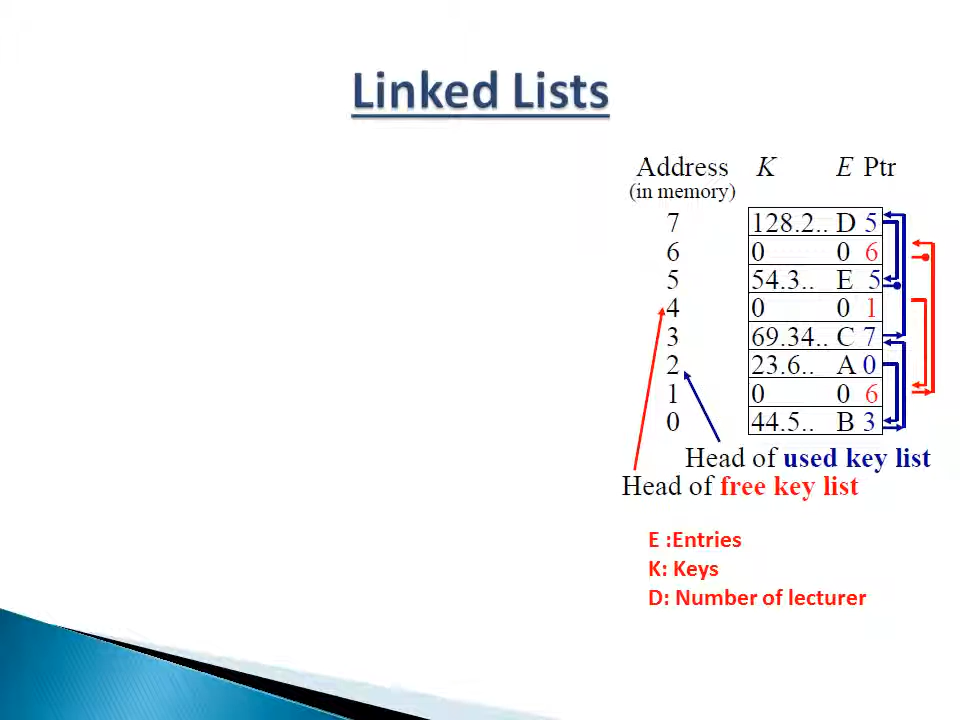 Linked Lists
Address K E Ptr
(in memory)
7 128.2.. D 5
6 0 0 6
5 54.3.. E 5
4 0 0 1
3 69.34.. C 7
2 23.6.. A 0
1 0 0 6
0 44.5.. B 3
Head of used key list
Head of free key list
E :Entries
K: Keys
D: Number of lecturer